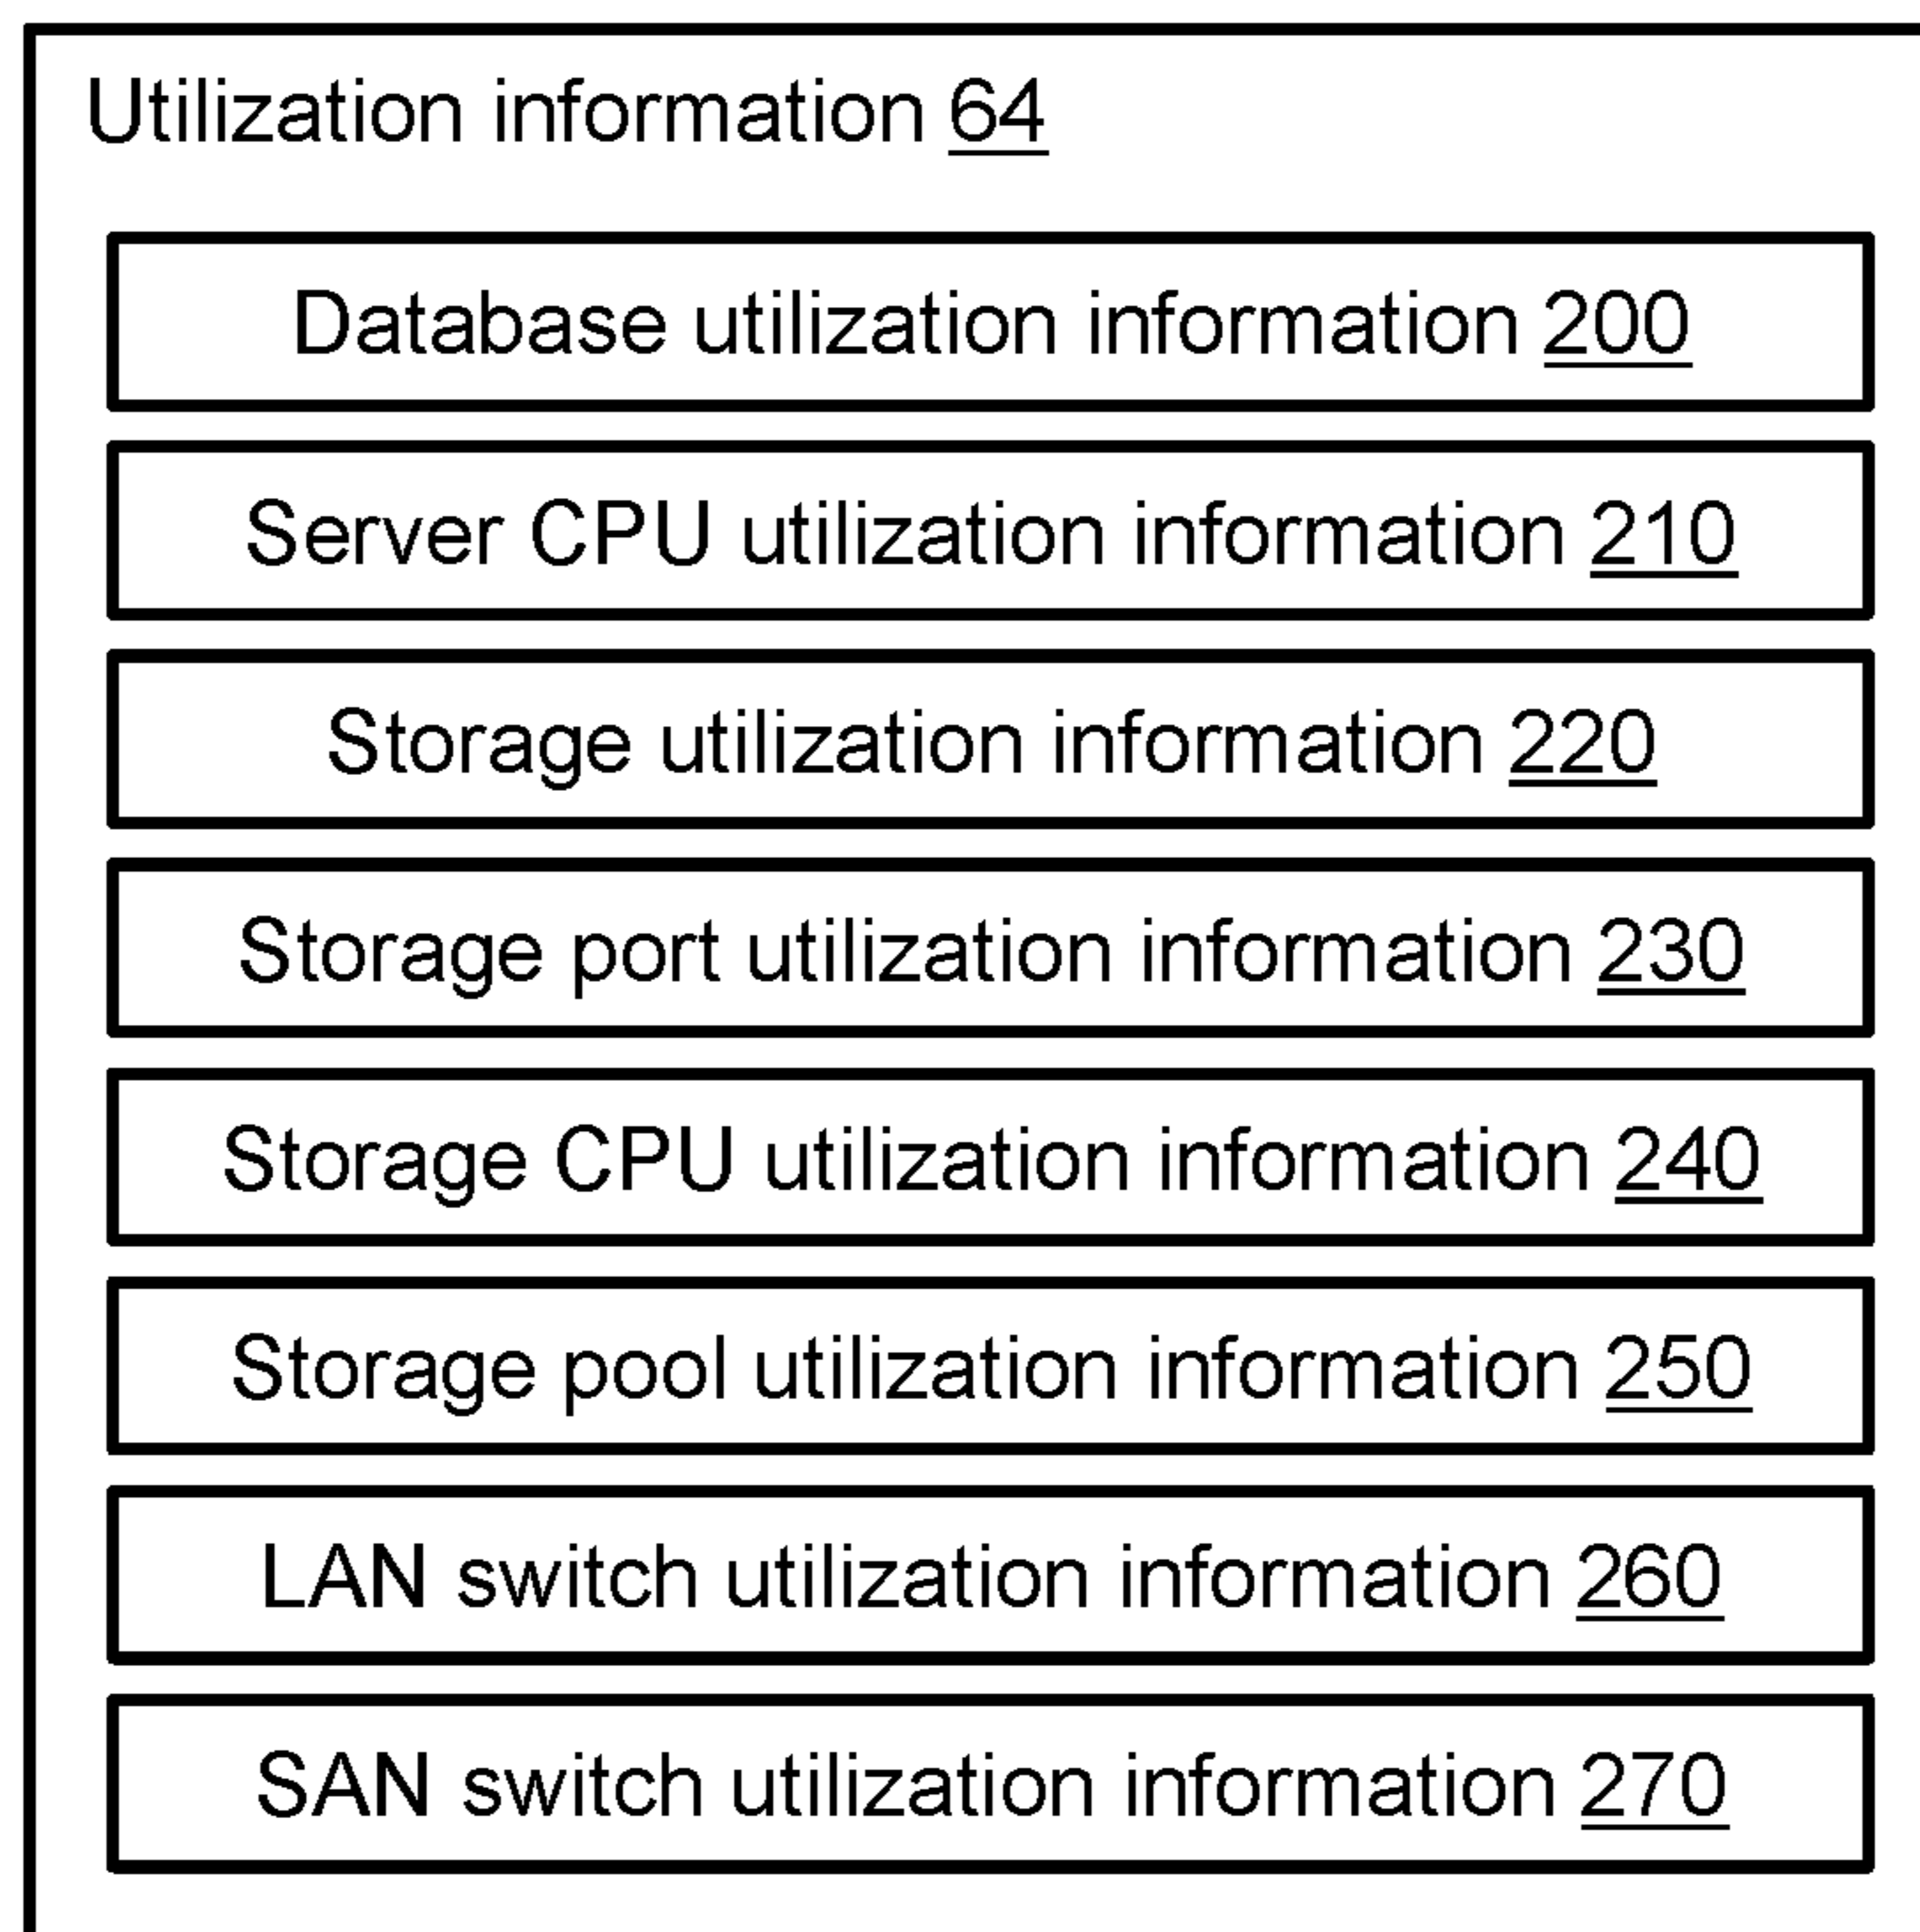 Utilization information 64
Database utilization information 200
Server CPU utilization information 210
Storage utilization information 220
Storage port utilization information 230
Storage CPU utilization information 240
Storage pool utilization information 250
LAN switch utilization information 260
SAN switch utilization information 270